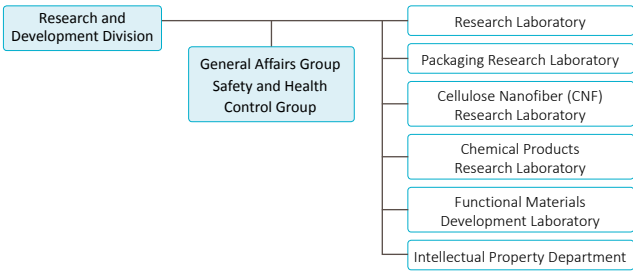 Research and
Development Division
General Affairs Group
Safety and Health
Control Group
Research Laboratory
Packaging Research Laboratory
Cellulose Nanofiber (CNF)
Research Laboratory
Chemical Products
Research Laboratory
Functional Materials
Development Laboratory
Intellectual Property Department